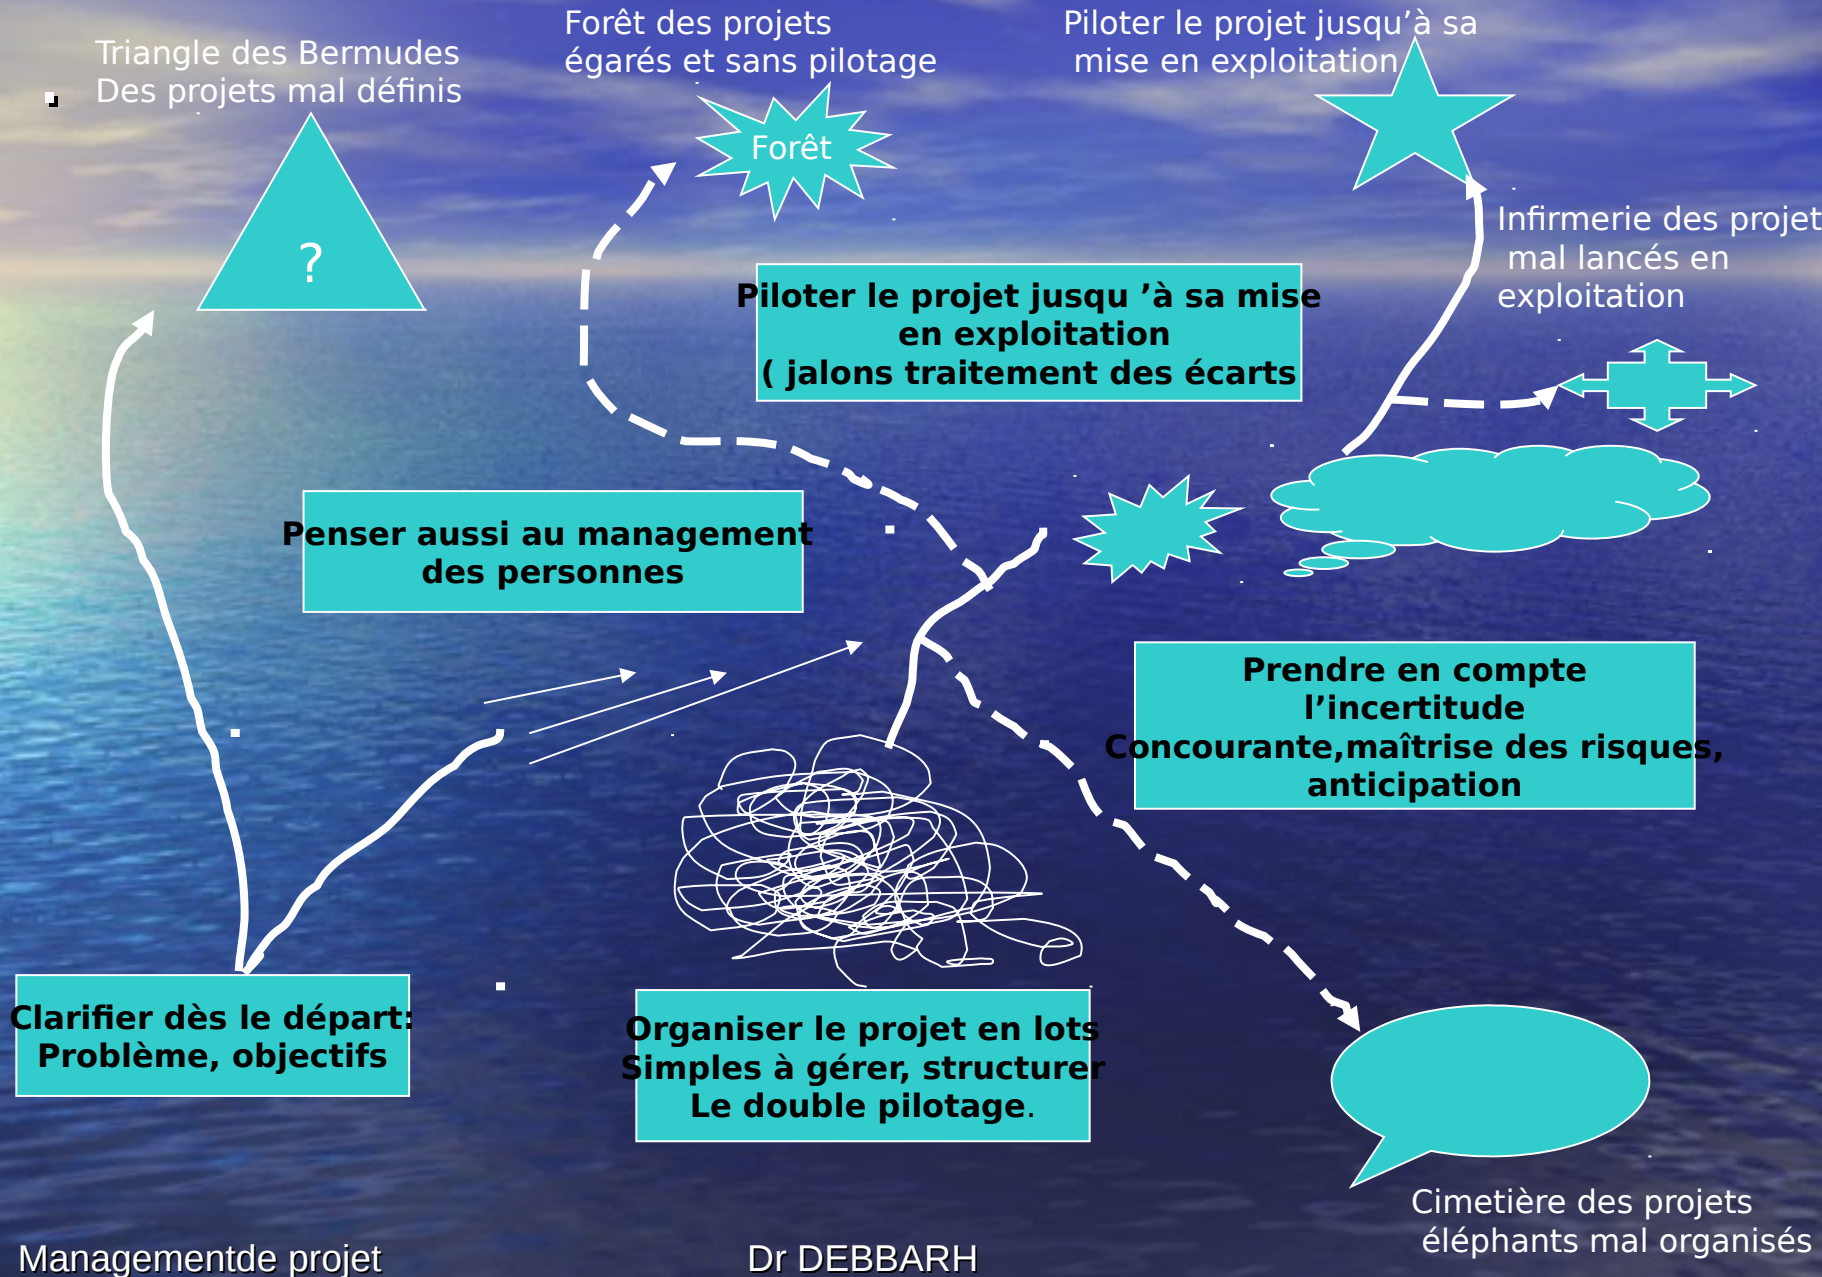 Triangle des Bermudes
Des projets mal définis
Forêt des projets
égarés et sans pilotage
Piloter le projet jusqu’à sa
mise en exploitation
Forêt
?
Infirmerie des projet
mal lancés en
exploitation
Piloter le projet jusqu ’à sa mise
en exploitation
( jalons traitement des écarts
Penser aussi au management
des personnes
Prendre en compte
l’incertitude
Concourante,maîtrise des risques,
anticipation
Clarifier dès le départ:
Problème, objectifs
Organiser le projet en lots
Simples à gérer, structurer
Le double pilotage.
Cimetière des projets
éléphants mal organisés
Managementde projet
Dr DEBBARH